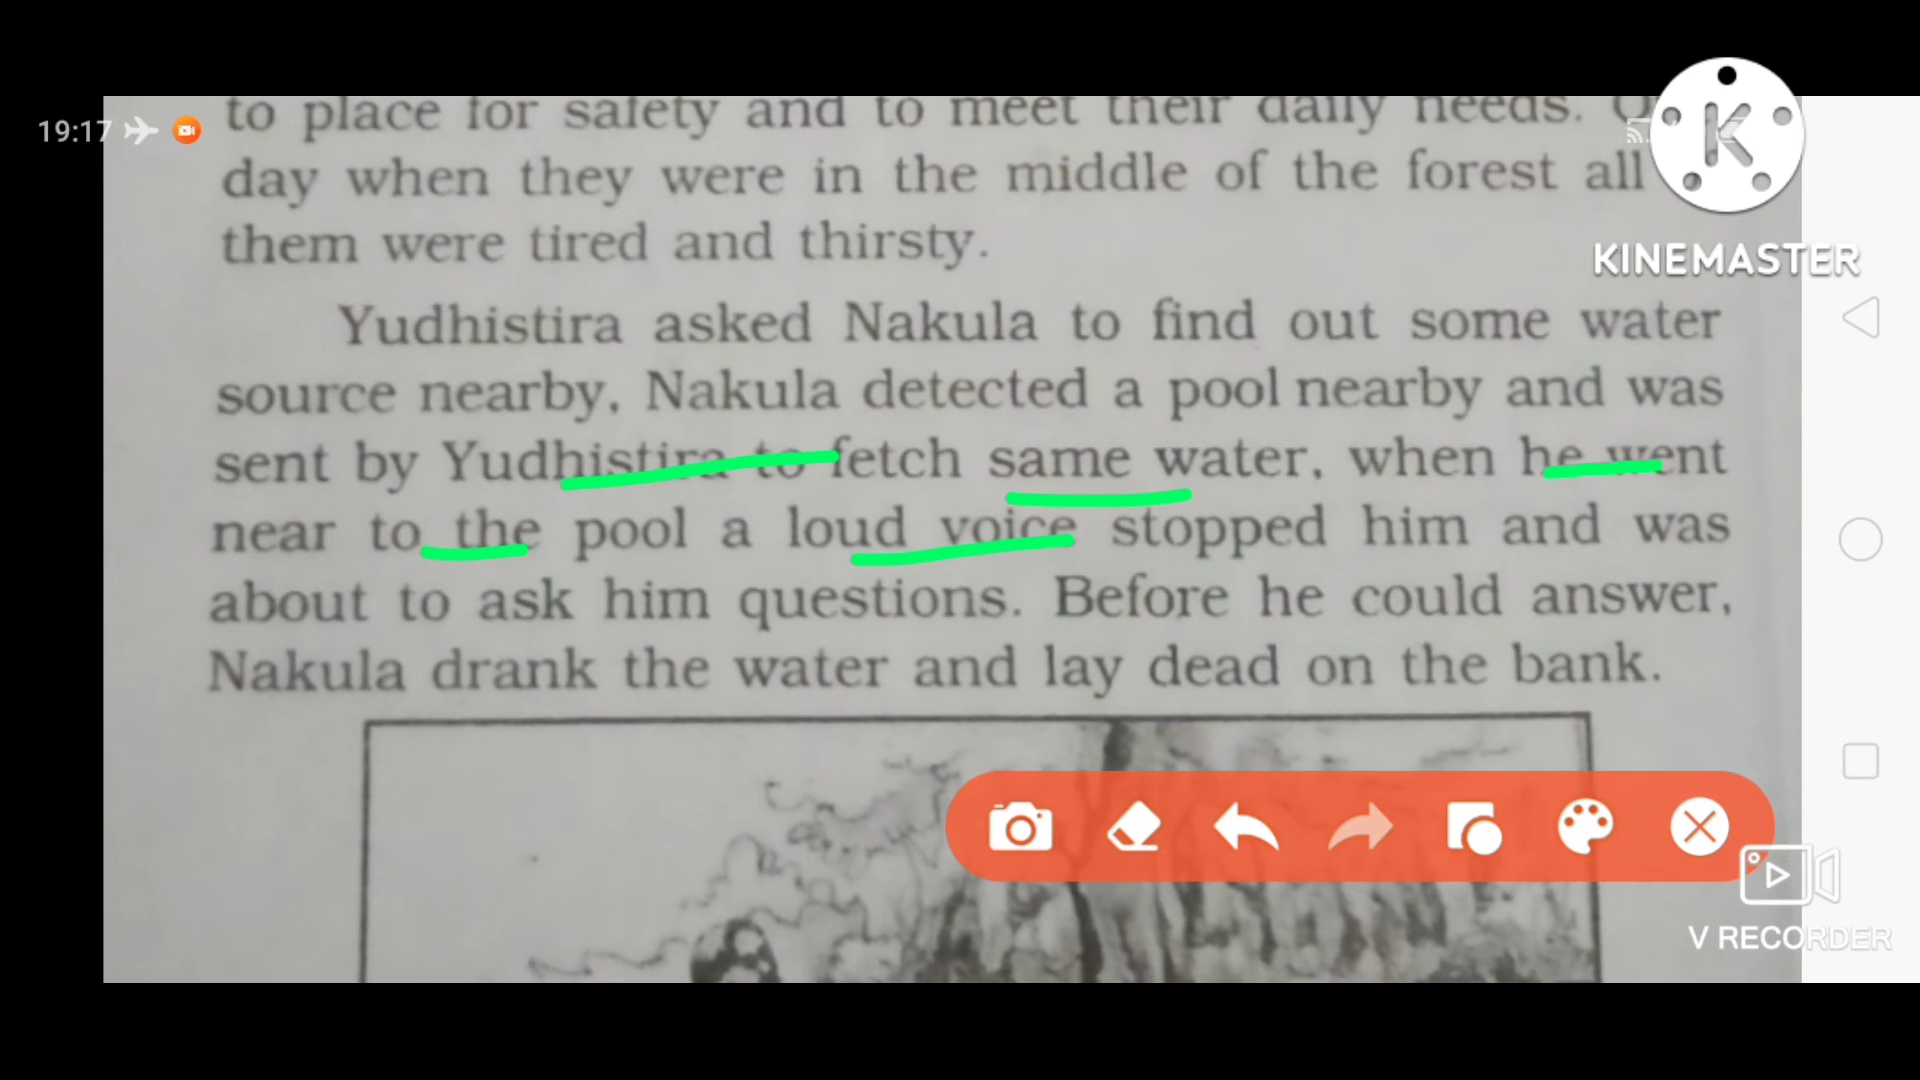 19:17
to place for safety and to meet their daily needs.
day when they were in the middle of the forest all
them were tired and thirsty.
Yudhistira asked Nakula to find out some water
source nearby, Nakula detected a pool nearby and was
sent by Yudhistira to fetch same water, when he went
near to the pool a loud voice stopped him and was
about to ask him questions. Before he could answer,
Nakula drank the water and lay dead on the bank.
K
KINEMASTER
V RECORDER